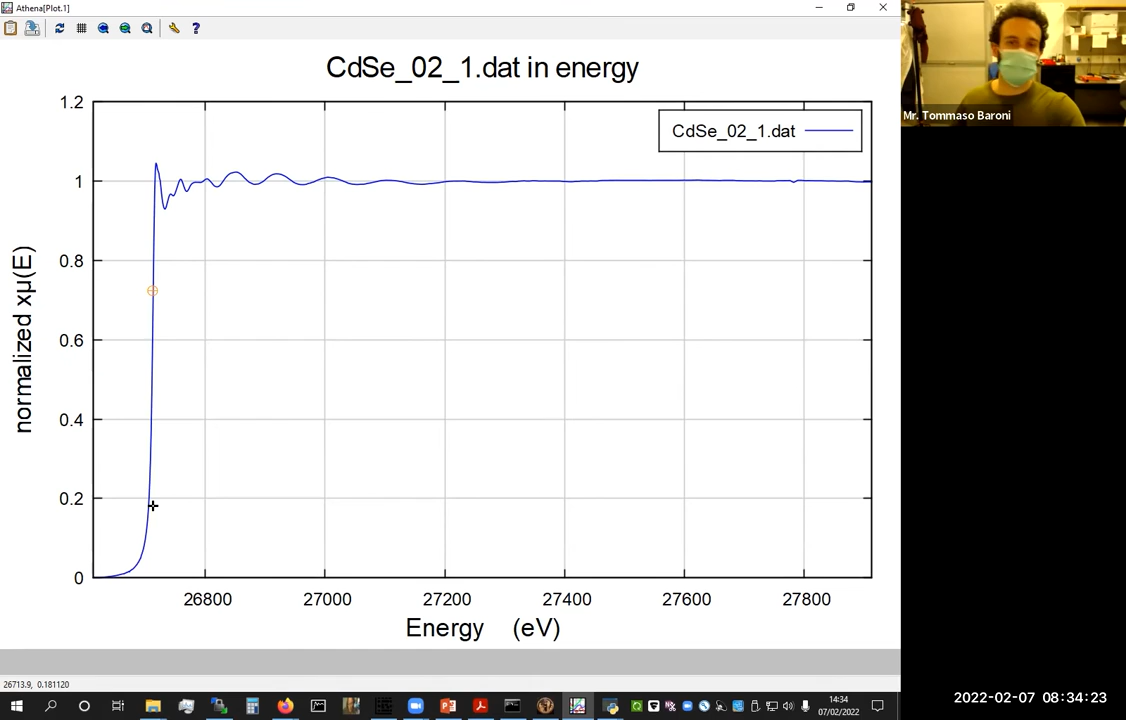 Athena[Plot.1]
CdSe_02_1.dat in energy
CdSe_02_1.dat
1.2
1
0.8
0.6
0.4
0.2
0
normalized xμ(E)
26800 27000 27200 27400 27600 27800
Energy (eV)
26713.9, 0.181120
14:34
07/02/2022
Mr. Tommaso Baroni
2022-02-07 08:34:23